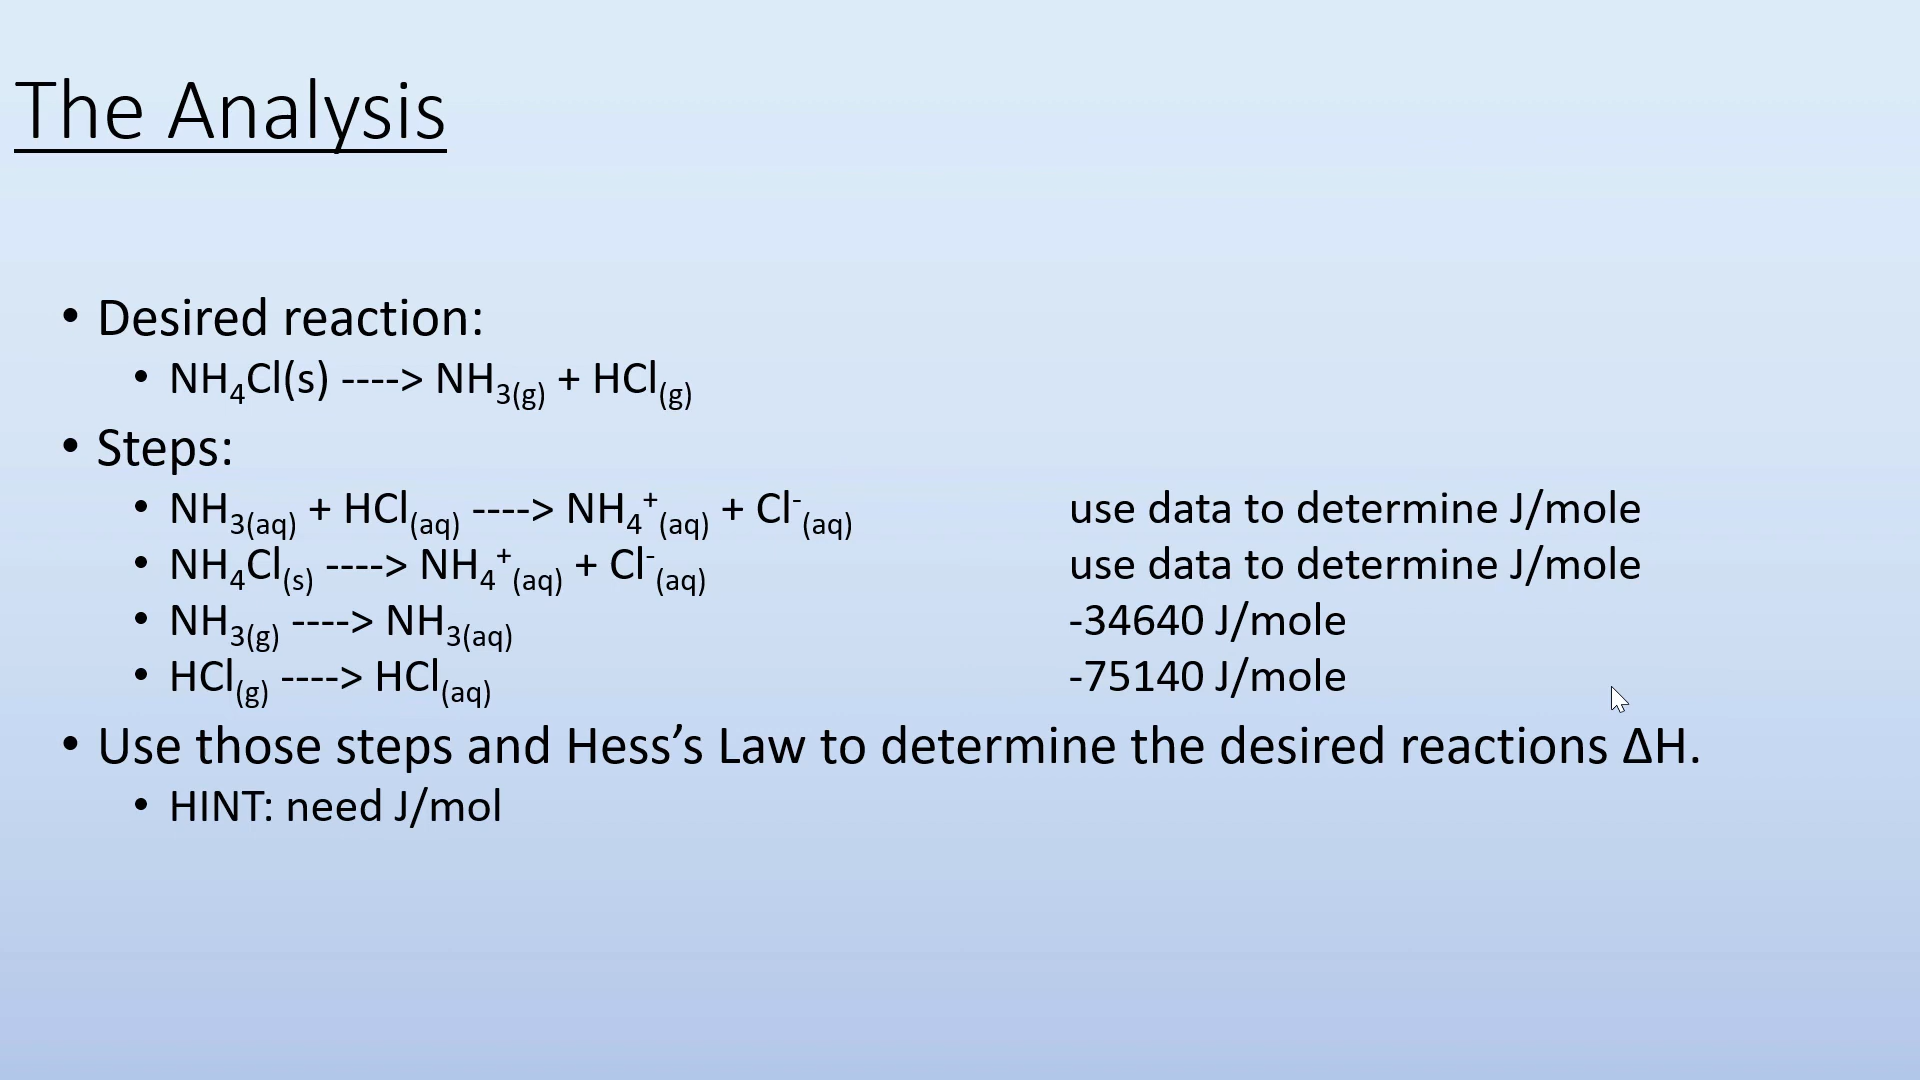 The Analysis
• Desired reaction:
• NH₄Cl(s) ----> NH₃₍g₎ + HCl₍g₎
• Steps:
• NH₃₍aq₎ + HCl₍aq₎ ----> NH₄⁺₍aq₎ + Cl⁻₍aq₎ use data to determine J/mole
• NH₄Cl₍s₎ ----> NH₄⁺₍aq₎ + Cl⁻₍aq₎ use data to determine J/mole
• NH₃₍g₎ ----> NH₃₍aq₎ -34640 J/mole
• HCl₍g₎ ----> HCl₍aq₎ -75140 J/mole
• Use those steps and Hess’s Law to determine the desired reactions ΔH.
• HINT: need J/mol